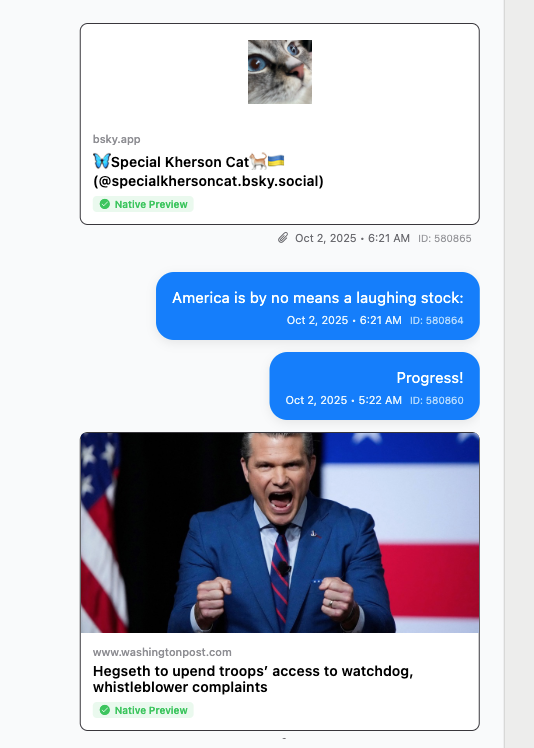 bsky.app
🦋Special Kherson Cat🐈🇺🇦
(@specialkhersoncat.bsky.social)
Native Preview
Oct 2, 2025 • 6:21 AM ID: 580865
America is by no means a laughing stock:
Oct 2, 2025 • 6:21 AM ID: 580864
Progress!
Oct 2, 2025 • 5:22 AM ID: 580860
www.washingtonpost.com
Hegseth to upend troops’ access to watchdog,
whistleblower complaints
Native Preview